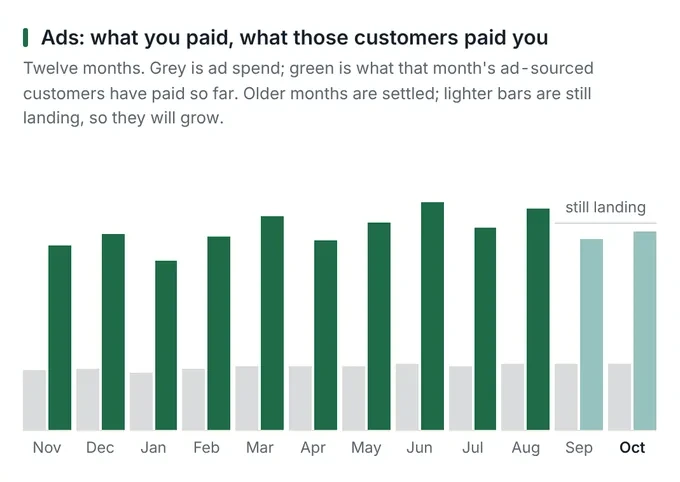 Ads: what you paid, what those customers paid you
Twelve months. Grey is ad spend; green is what that month's ad-sourced
customers have paid so far. Older months are settled; lighter bars are still
landing, so they will grow.
still landing
Nov Dec Jan Feb Mar Apr May Jun Jul Aug Sep Oct